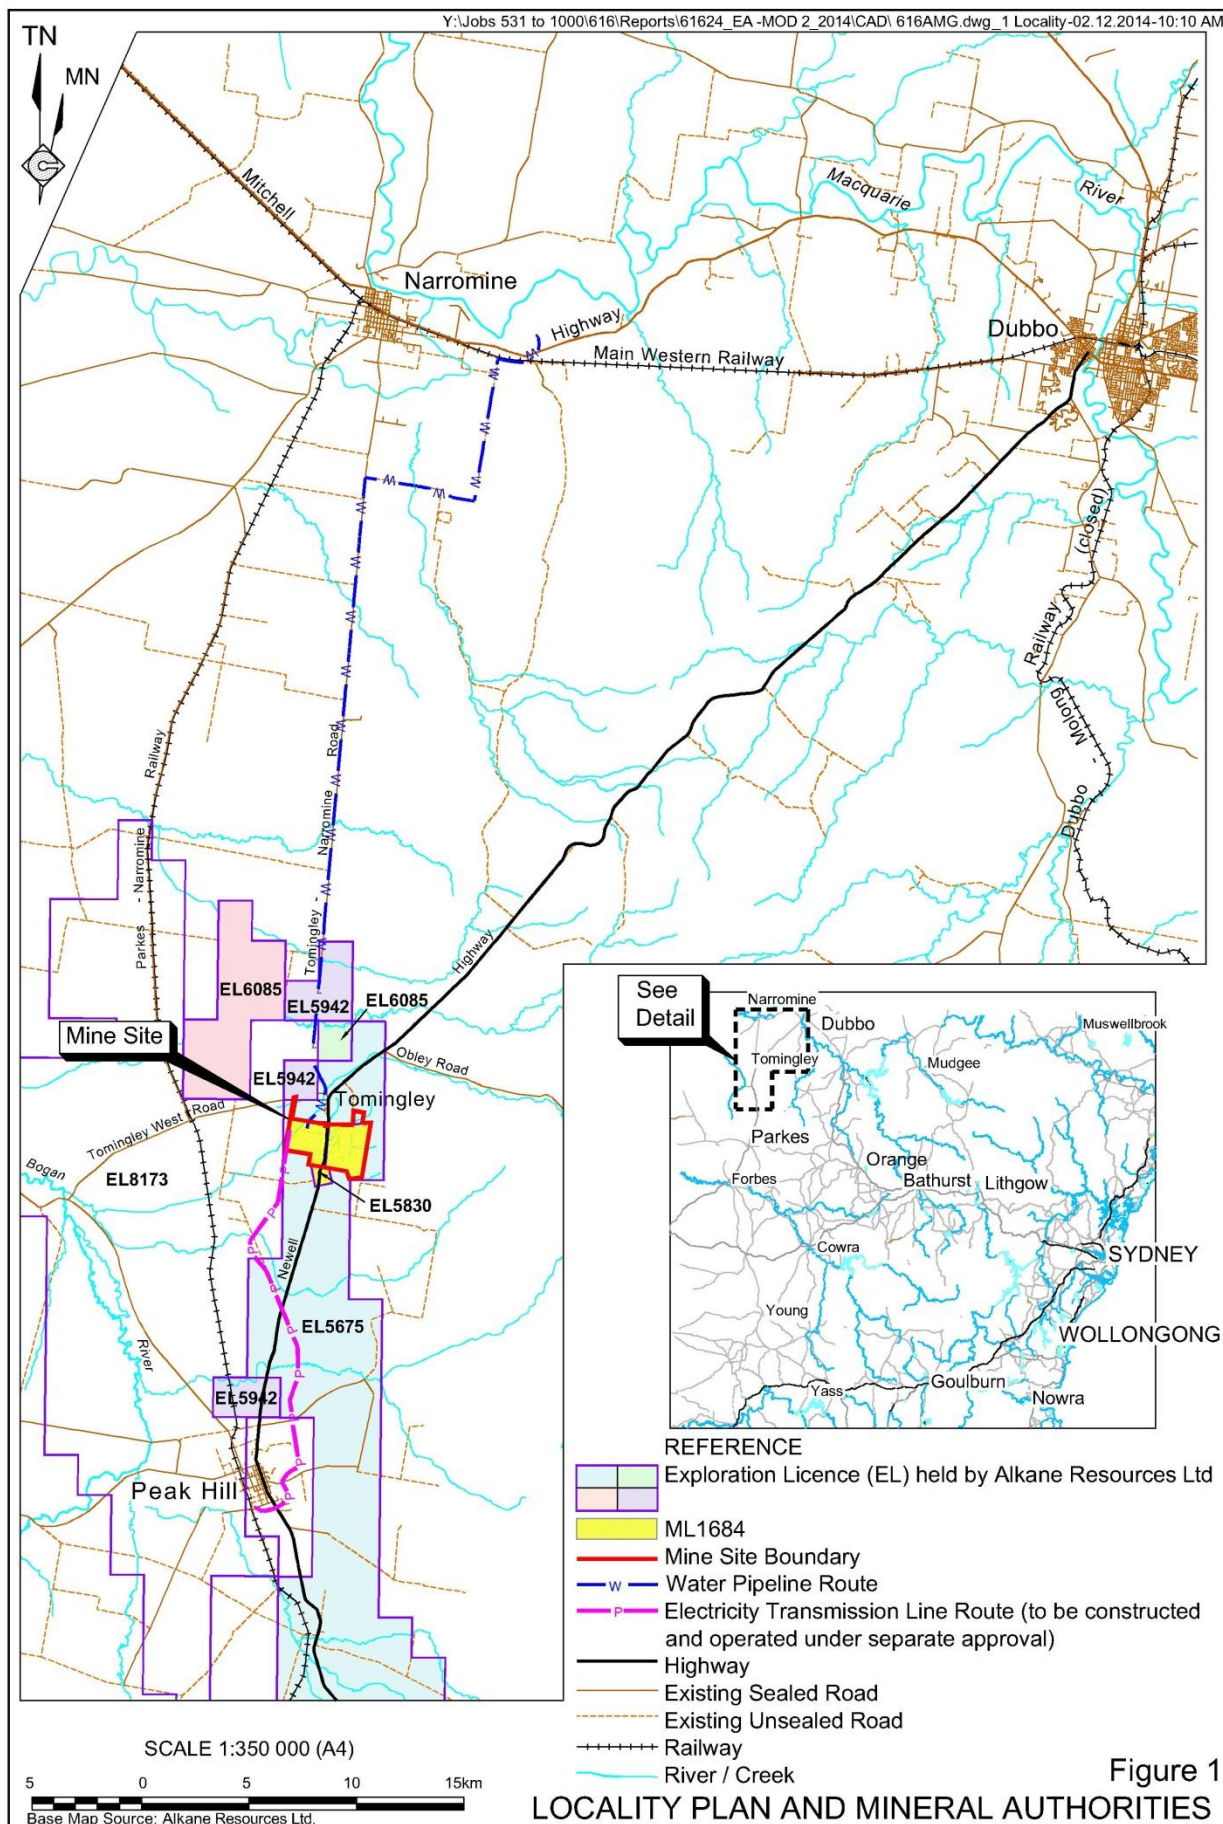 Y:\Jobs 531 to 1000\616\Reports\61624_EA -MOD 2_2014\CAD\ 616AMG.dwg_1 Locality-02.12.2014-10:10 AM
TN
MN
Mitchell
Macquarie
River
Narromine
Highway
Dubbo
Main Western Railway
W
W
W
W
W
W
W
W
W
W
W
W
W
W
(closed)
Railway
Molong
-
Dubbo
Railway
Parkes - Narromine
Tomingley - Narromine Road
Highway
EL6085
EL5942
EL6085
Mine Site
EL5942
Obley Road
Tomingley
Tomingley West Road
Bogan
EL8173
EL5830
Newell
P
P
P
P
P
P
P
P
P
P
EL5675
River
EL5942
Peak Hill
See
Detail
Narromine
Dubbo
Muswellbrook
Tomingley
Mudgee
Parkes
Orange
Forbes
Bathurst
Lithgow
Cowra
SYDNEY
Young
WOLLONGONG
Yass
Goulburn
Nowra
REFERENCE
Exploration Licence (EL) held by Alkane Resources Ltd
ML1684
Mine Site Boundary
W
Water Pipeline Route
P
Electricity Transmission Line Route (to be constructed
and operated under separate approval)
Highway
Existing Sealed Road
Existing Unsealed Road
Railway
River / Creek
SCALE 1:350 000 (A4)
5 0 5 10 15km
Base Map Source: Alkane Resources Ltd.
Figure 1
LOCALITY PLAN AND MINERAL AUTHORITIES